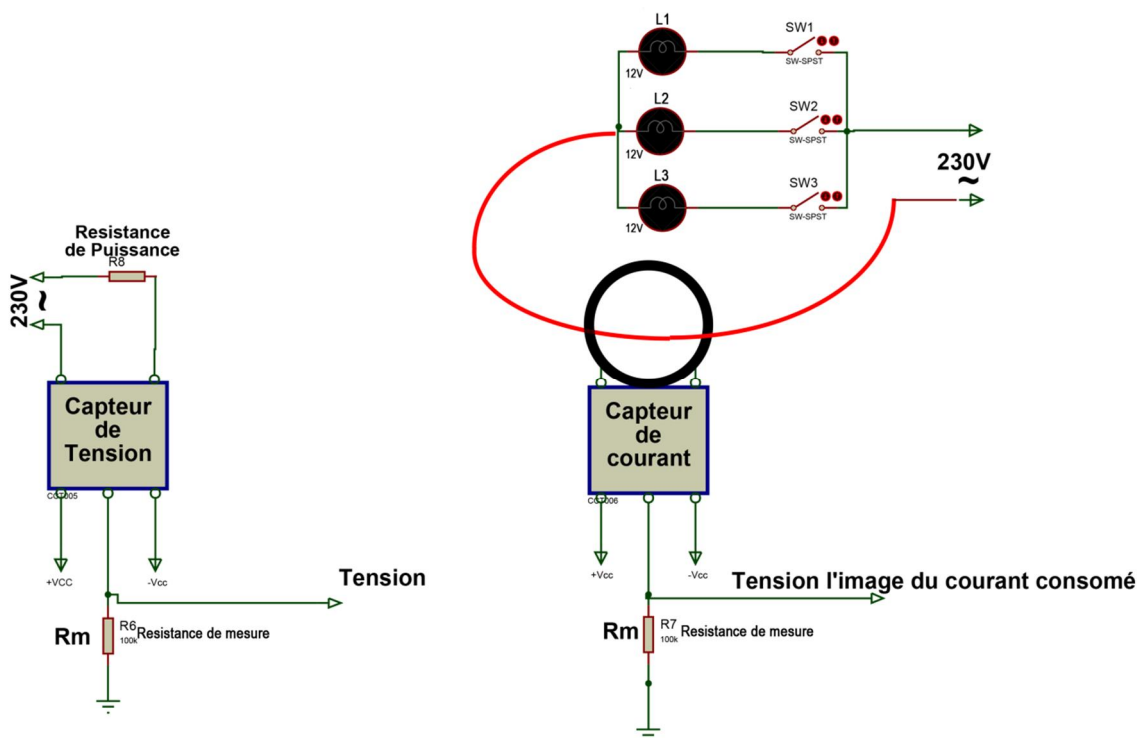 L1
12V
SW1
SW-SPST
L2
12V
SW2
SW-SPST
L3
12V
SW3
SW-SPST
230V
~
Resistance
de Puissance
R8
230V
~
Capteur
de
Tension
+VCC
-Vcc
Tension
Rm
R6
100k
Resistance de mesure
Capteur
de
courant
+Vcc
-Vcc
Tension l'image du courant consomé
Rm
R7
100k
Resistance de mesure